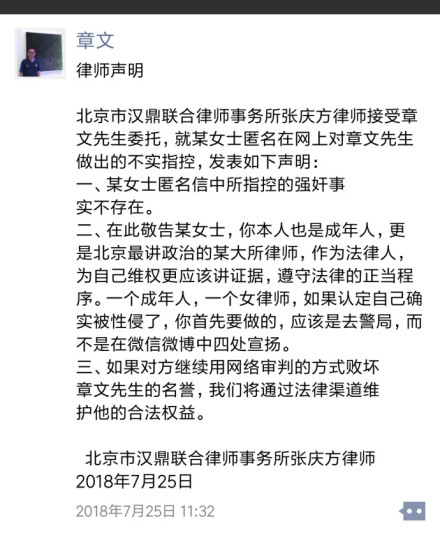 章文
律师声明
北京市汉鼎联合律师事务所张庆方律师接受章
文先生委托，就某女士匿名在网上对章文先生
做出的不实指控，发表如下声明：
一、某女士匿名信中所指控的强奸事
实不存在。
二、在此敬告某女士，你本人也是成年人，更
是北京最讲政治的某大所律师，作为法律人，
为自己维权更应该讲证据，遵守法律的正当程
序。一个成年人，一个女律师，如果认定自己确
实被性侵了，你首先要做的，应该是去警局，而
不是在微信微博中四处宣扬。
三、如果对方继续用网络审判的方式败坏
章文先生的名誉，我们将通过法律渠道维
护他的合法权益。
北京市汉鼎联合律师事务所张庆方律师
2018年7月25日
2018年7月25日 11:32